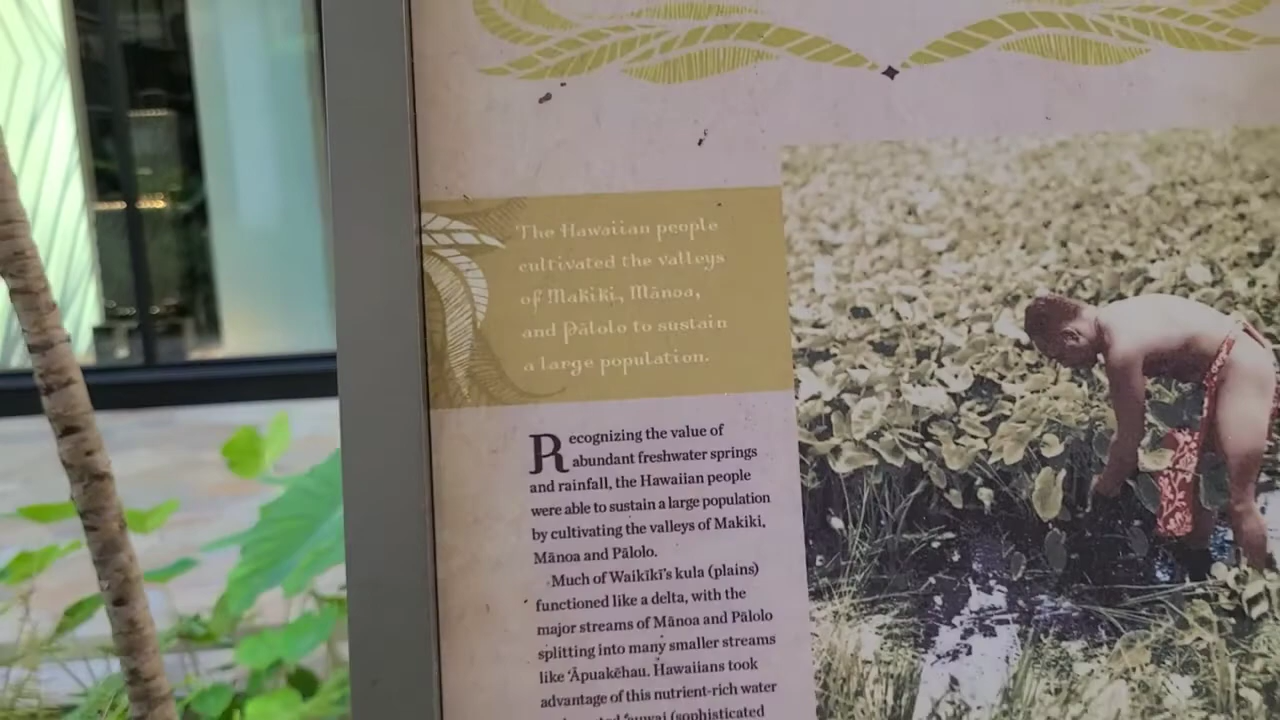 The Hawaiian people
cultivated the valleys
of Makiki, Mānoa,
and Pālolo to sustain
a large population.
Recognizing the value of
abundant freshwater springs
and rainfall, the Hawaiian people
were able to sustain a large population
by cultivating the valleys of Makiki,
Mānoa and Pālolo.
Much of Waikīkī's kula (plains)
functioned like a delta, with the
major streams of Mānoa and Pālolo
splitting into many smaller streams
like ʻĀpuakēhau. Hawaiians took
advantage of this nutrient-rich water
ʻauwai (sophisticated